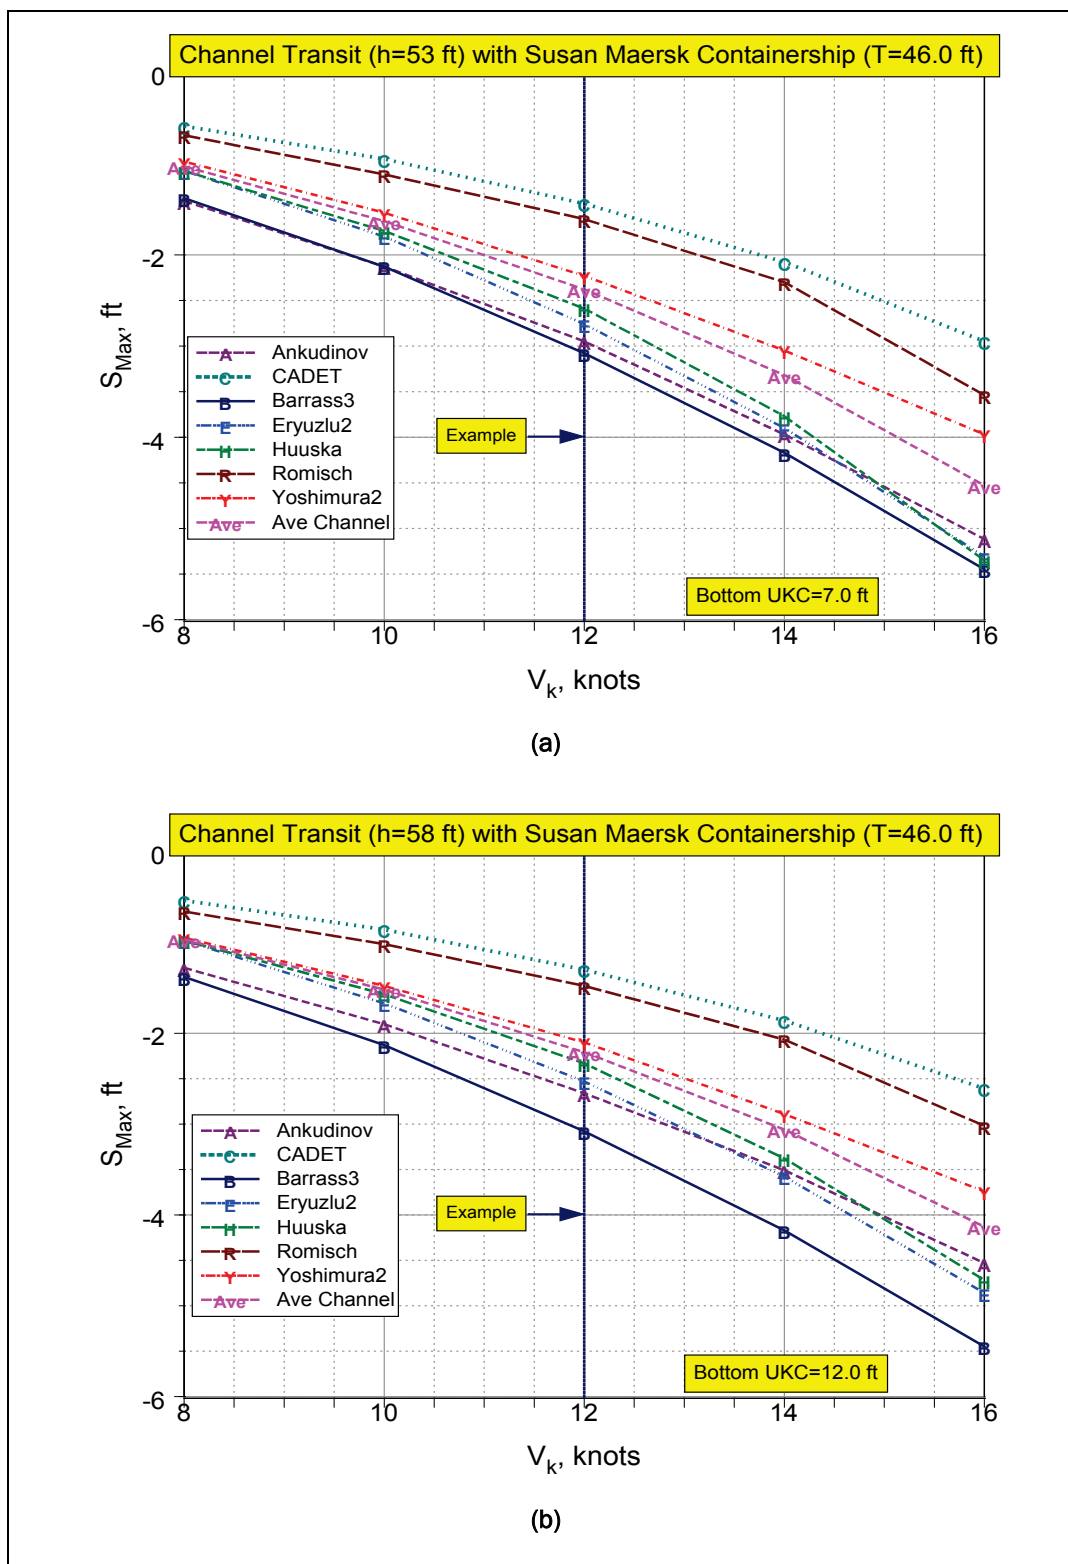 Channel Transit (h=53 ft) with Susan Maersk Containership (T=46.0 ft)
0
-2
-4
-6
S_Max, ft
C
R
Y
Ave
H
E
B
A
A Ankudinov
C CADET
B Barrass3
E Eryuzlu2
H Huuska
R Romisch
Y Yoshimura2
Ave Ave Channel
Example
Bottom UKC=7.0 ft
8 10 12 14 16
V_k, knots
(a)
Channel Transit (h=58 ft) with Susan Maersk Containership (T=46.0 ft)
0
-2
-4
-6
S_Max, ft
C
R
Y
Ave
H
E
A
B
A Ankudinov
C CADET
B Barrass3
E Eryuzlu2
H Huuska
R Romisch
Y Yoshimura2
Ave Ave Channel
Example
Bottom UKC=12.0 ft
8 10 12 14 16
V_k, knots
(b)